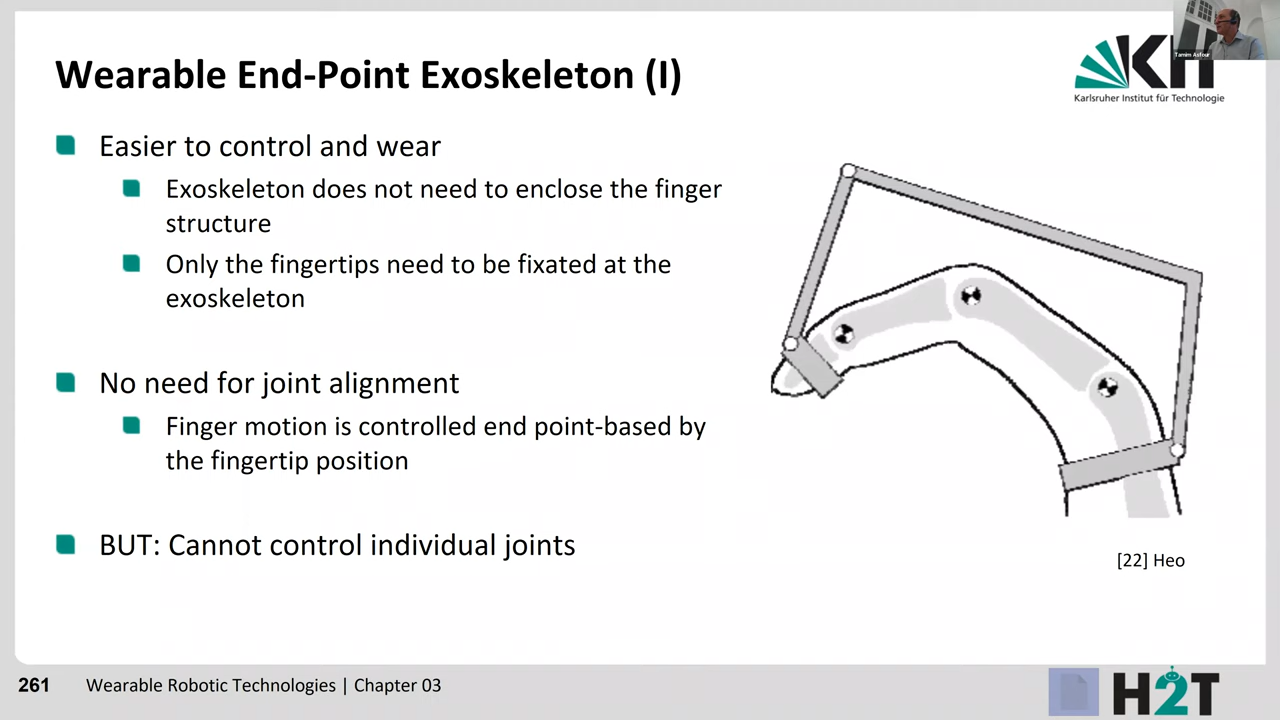 Wearable End-Point Exoskeleton (I)
KIT
Karlsruher Institut für Technologie
Tamim Asfour
Easier to control and wear
Exoskeleton does not need to enclose the finger
structure
Only the fingertips need to be fixated at the
exoskeleton
No need for joint alignment
Finger motion is controlled end point-based by
the fingertip position
BUT: Cannot control individual joints
[22] Heo
261
Wearable Robotic Technologies | Chapter 03
H2T